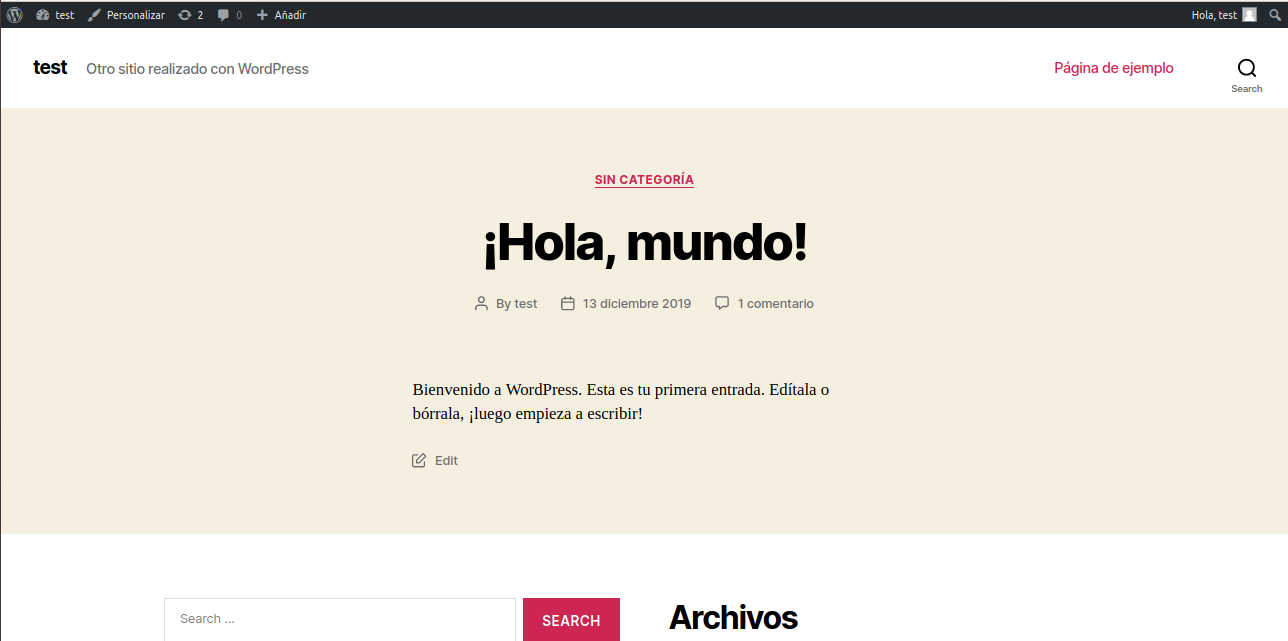 test Personalizar 2 0 Añadir Hola, test
test Otro sitio realizado con WordPress Página de ejemplo
Search
SIN CATEGORÍA
¡Hola, mundo!
By test 13 diciembre 2019 1 comentario
Bienvenido a WordPress. Esta es tu primera entrada. Edítala o
bórrala, ¡luego empieza a escribir!
Edit
Search … SEARCH Archivos